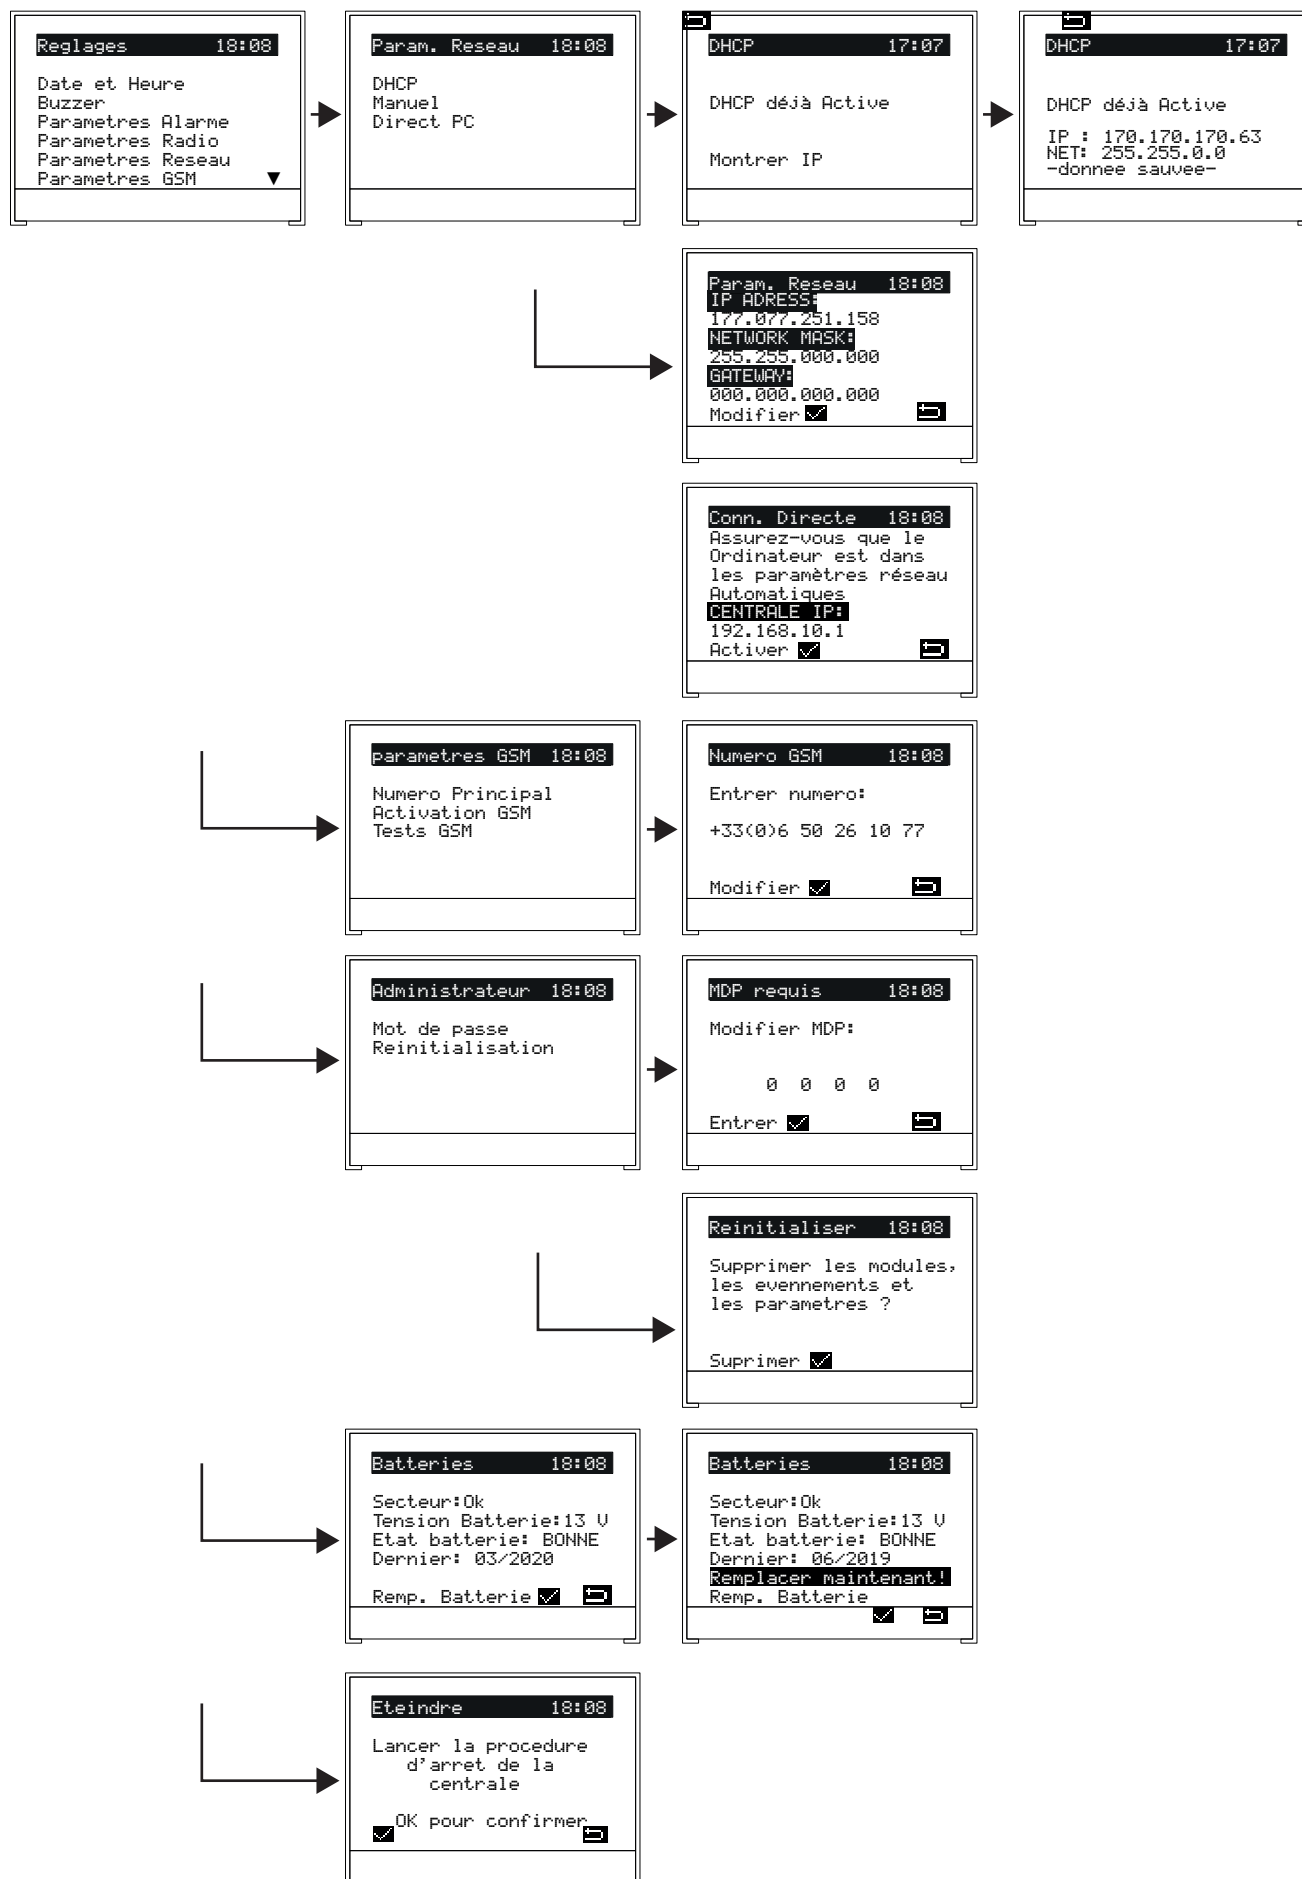 Reglages 18:08
Date et Heure
Buzzer
Parametres Alarme
Parametres Radio
Parametres Reseau
Parametres GSM ▼
Param. Reseau 18:08
DHCP
Manuel
Direct PC
DHCP 17:07
DHCP déjà Active
Montrer IP
DHCP 17:07
DHCP déjà Active
IP : 170.170.170.63
NET: 255.255.0.0
-donnee sauvee-
Param. Reseau 18:08
IP ADRESS:
177.077.251.158
NETWORK MASK:
255.255.000.000
GATEWAY:
000.000.000.000
Modifier
Conn. Directe 18:08
Assurez-vous que le
Ordinateur est dans
les paramètres réseau
Automatiques
CENTRALE IP:
192.168.10.1
Activer
parametres GSM 18:08
Numero Principal
Activation GSM
Tests GSM
Numero GSM 18:08
Entrer numero:
+33(0)6 50 26 10 77
Modifier
Administrateur 18:08
Mot de passe
Reinitialisation
MDP requis 18:08
Modifier MDP:
0 0 0 0
Entrer
Reinitialiser 18:08
Supprimer les modules,
les evennements et
les parametres ?
Suprimer
Batteries 18:08
Secteur:Ok
Tension Batterie:13 V
Etat batterie: BONNE
Dernier: 03/2020
Remp. Batterie
Batteries 18:08
Secteur:Ok
Tension Batterie:13 V
Etat batterie: BONNE
Dernier: 06/2019
Remplacer maintenant!
Remp. Batterie
Eteindre 18:08
Lancer la procedure
d'arret de la
centrale
OK pour confirmer